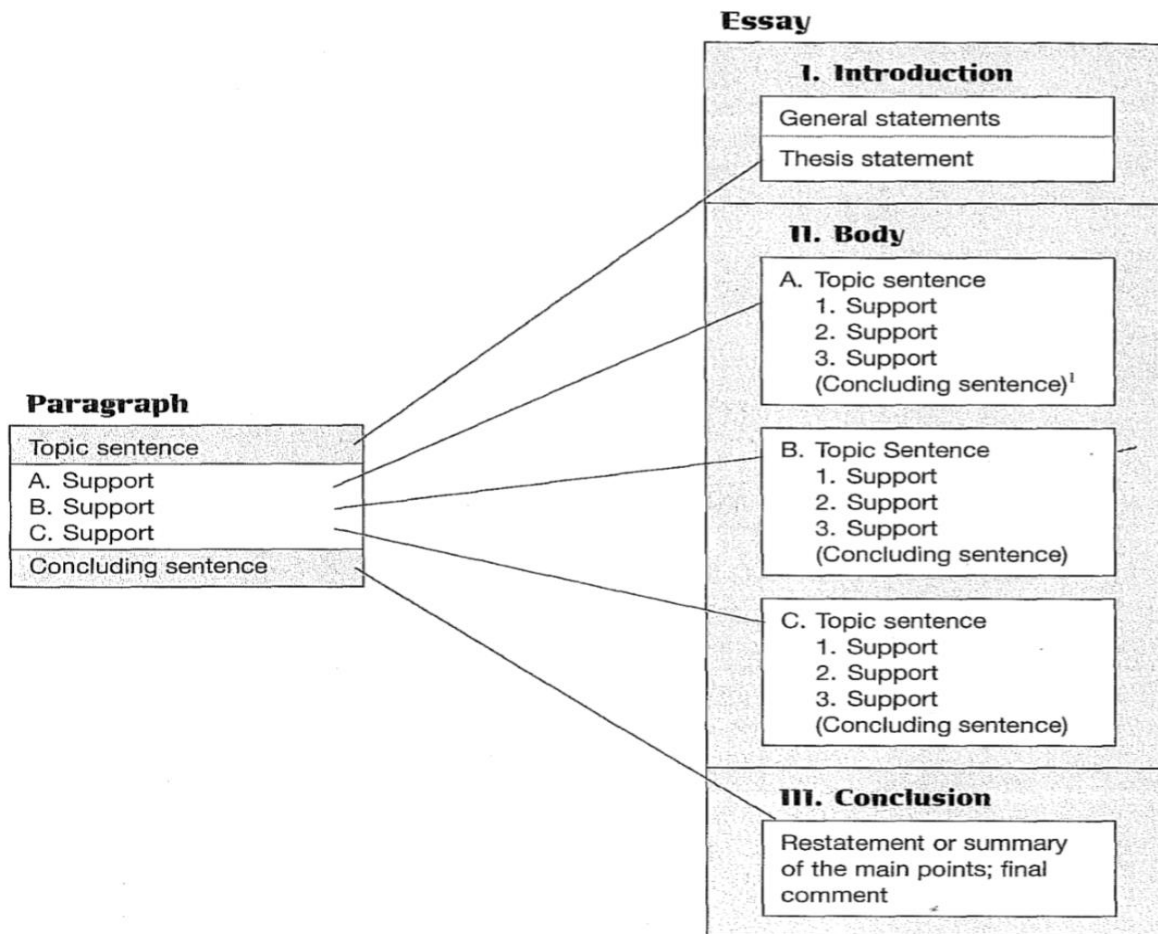 Essay
I. Introduction
General statements
Thesis statement
II. Body
A. Topic sentence
1. Support
2. Support
3. Support
(Concluding sentence)¹
Paragraph
Topic sentence
A. Support
B. Support
C. Support
Concluding sentence
B. Topic Sentence
1. Support
2. Support
3. Support
(Concluding sentence)
C. Topic sentence
1. Support
2. Support
3. Support
(Concluding sentence)
III. Conclusion
Restatement or summary
of the main points; final
comment